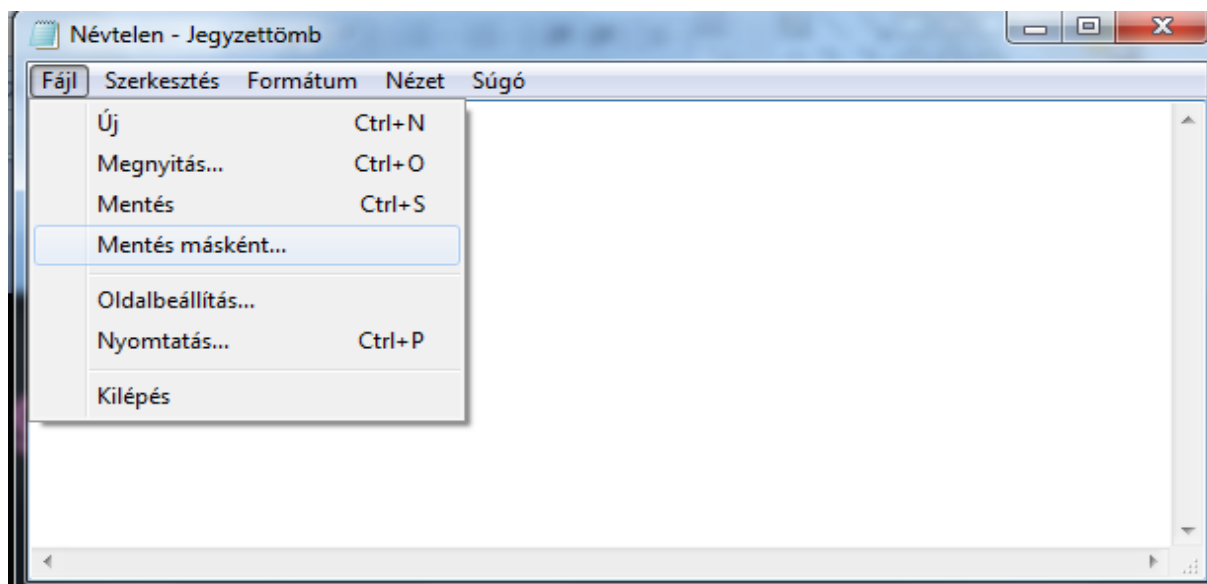 Névtelen - Jegyzettömb
Fájl Szerkesztés Formátum Nézet Súgó
Új Ctrl+N
Megnyitás... Ctrl+O
Mentés Ctrl+S
Mentés másként...
Oldalbeállítás...
Nyomtatás... Ctrl+P
Kilépés